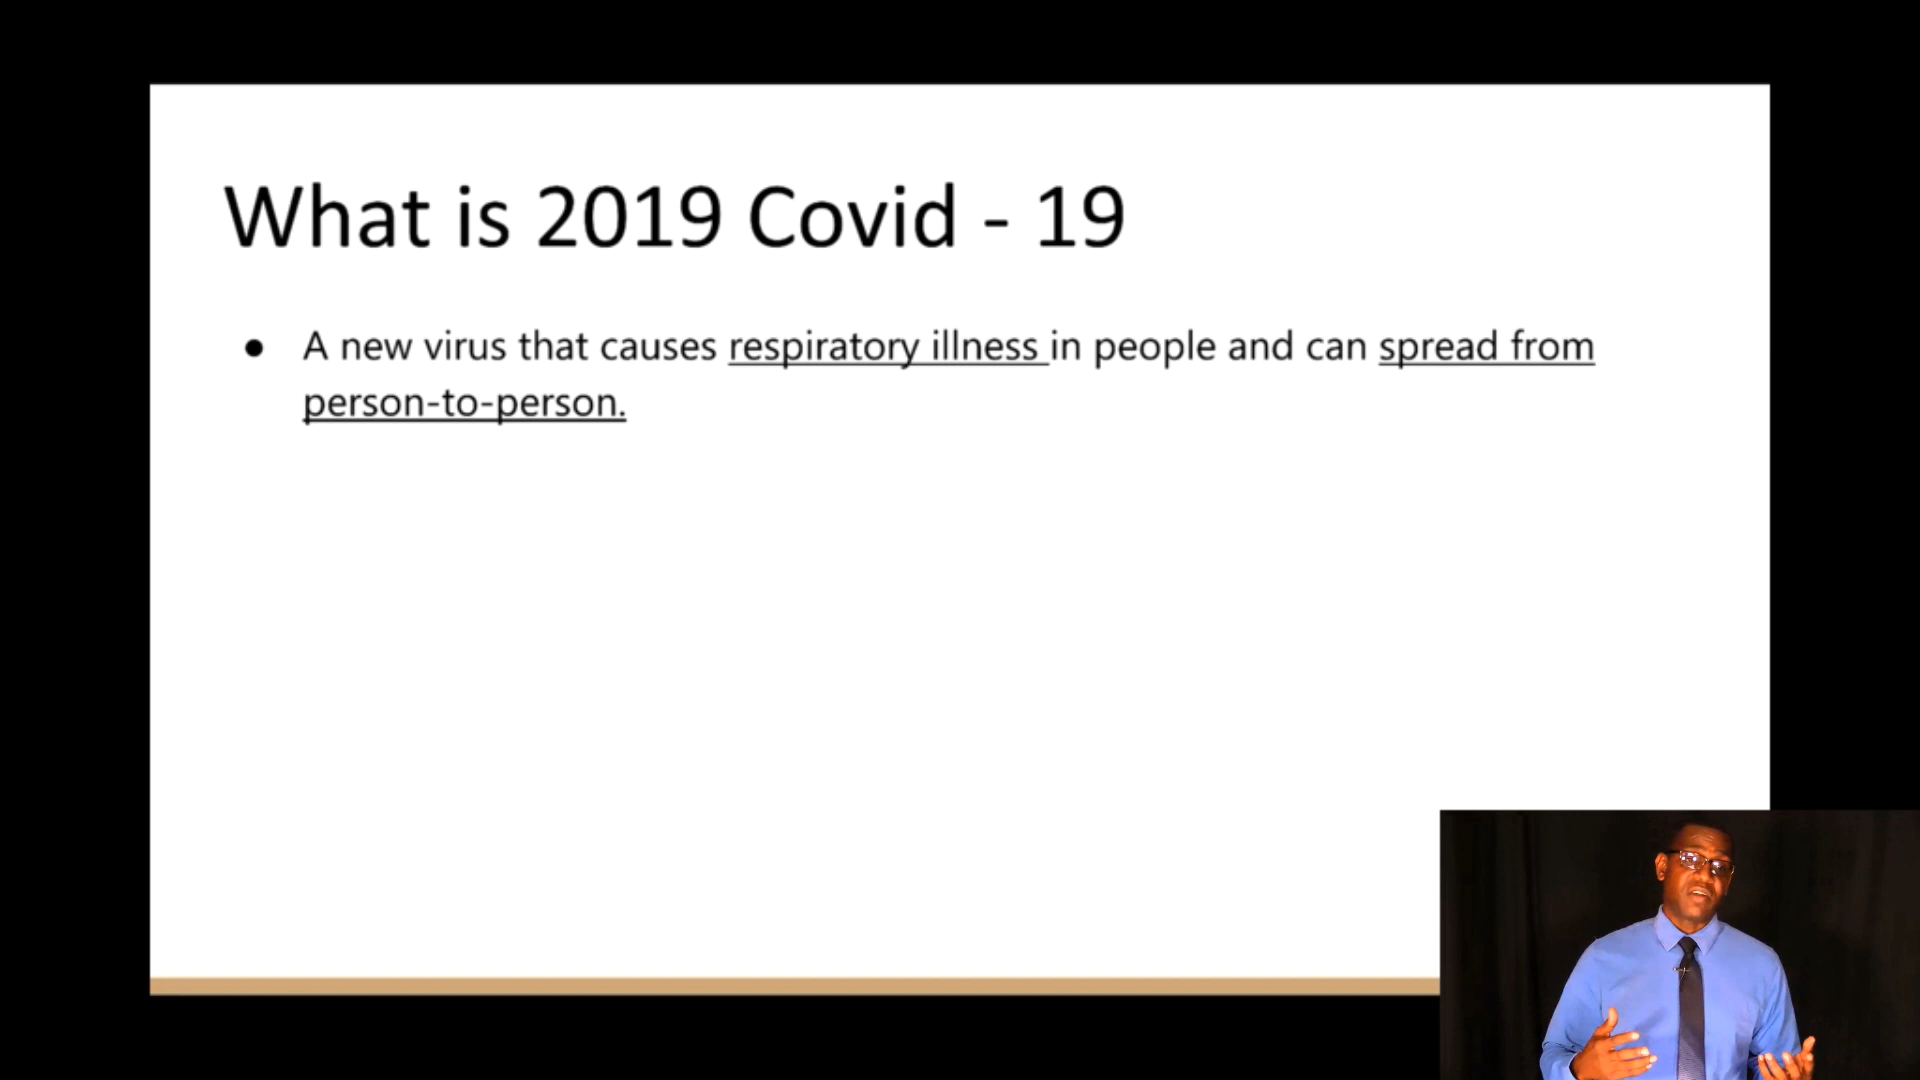 What is 2019 Covid - 19
● A new virus that causes respiratory illness in people and can spread from
person-to-person.